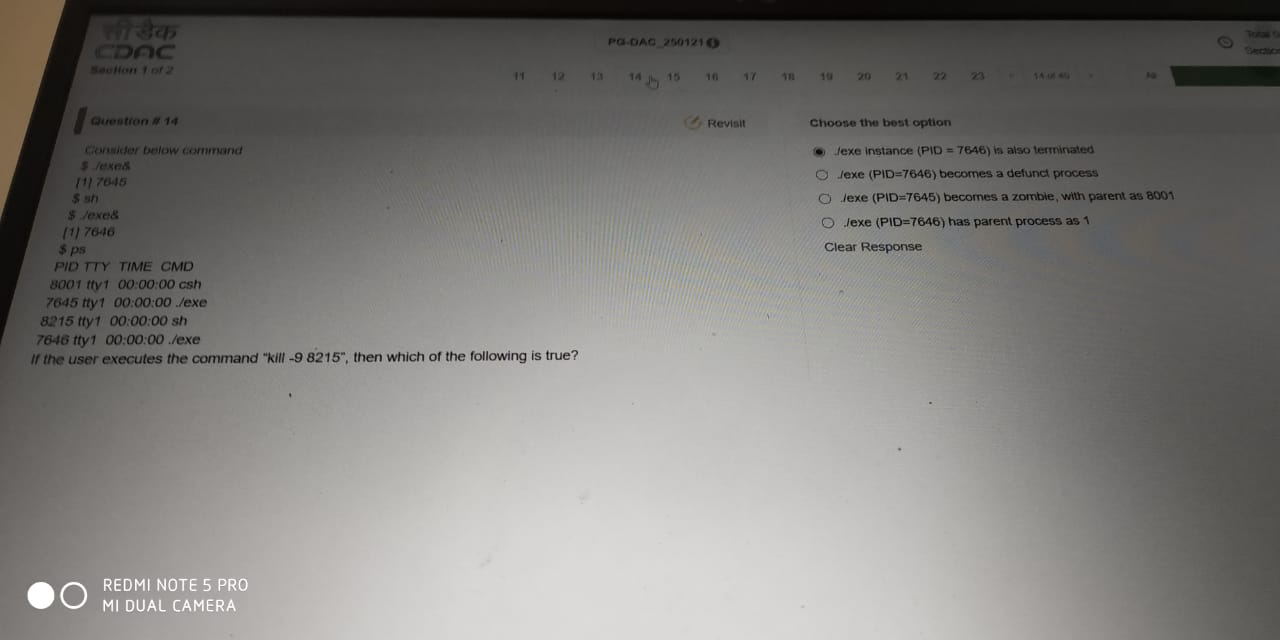 सी डैक
CDAC
Section 1 of 2
PG-DAC_250121
11 12 13 14 15 16 17 18 19 20 21 22 23 14 of 40 All
Question # 14
Revisit
Consider below command
$ ./exe&
[1] 7645
$ sh
$ ./exe&
[1] 7646
$ ps
PID TTY TIME CMD
8001 tty1 00:00:00 csh
7645 tty1 00:00:00 ./exe
8215 tty1 00:00:00 sh
7646 tty1 00:00:00 ./exe
If the user executes the command "kill -9 8215", then which of the following is true?
Choose the best option
./exe instance (PID = 7646) is also terminated
./exe (PID=7646) becomes a defunct process
./exe (PID=7645) becomes a zombie, with parent as 8001
./exe (PID=7646) has parent process as 1
Clear Response
Total
Section
REDMI NOTE 5 PRO
MI DUAL CAMERA